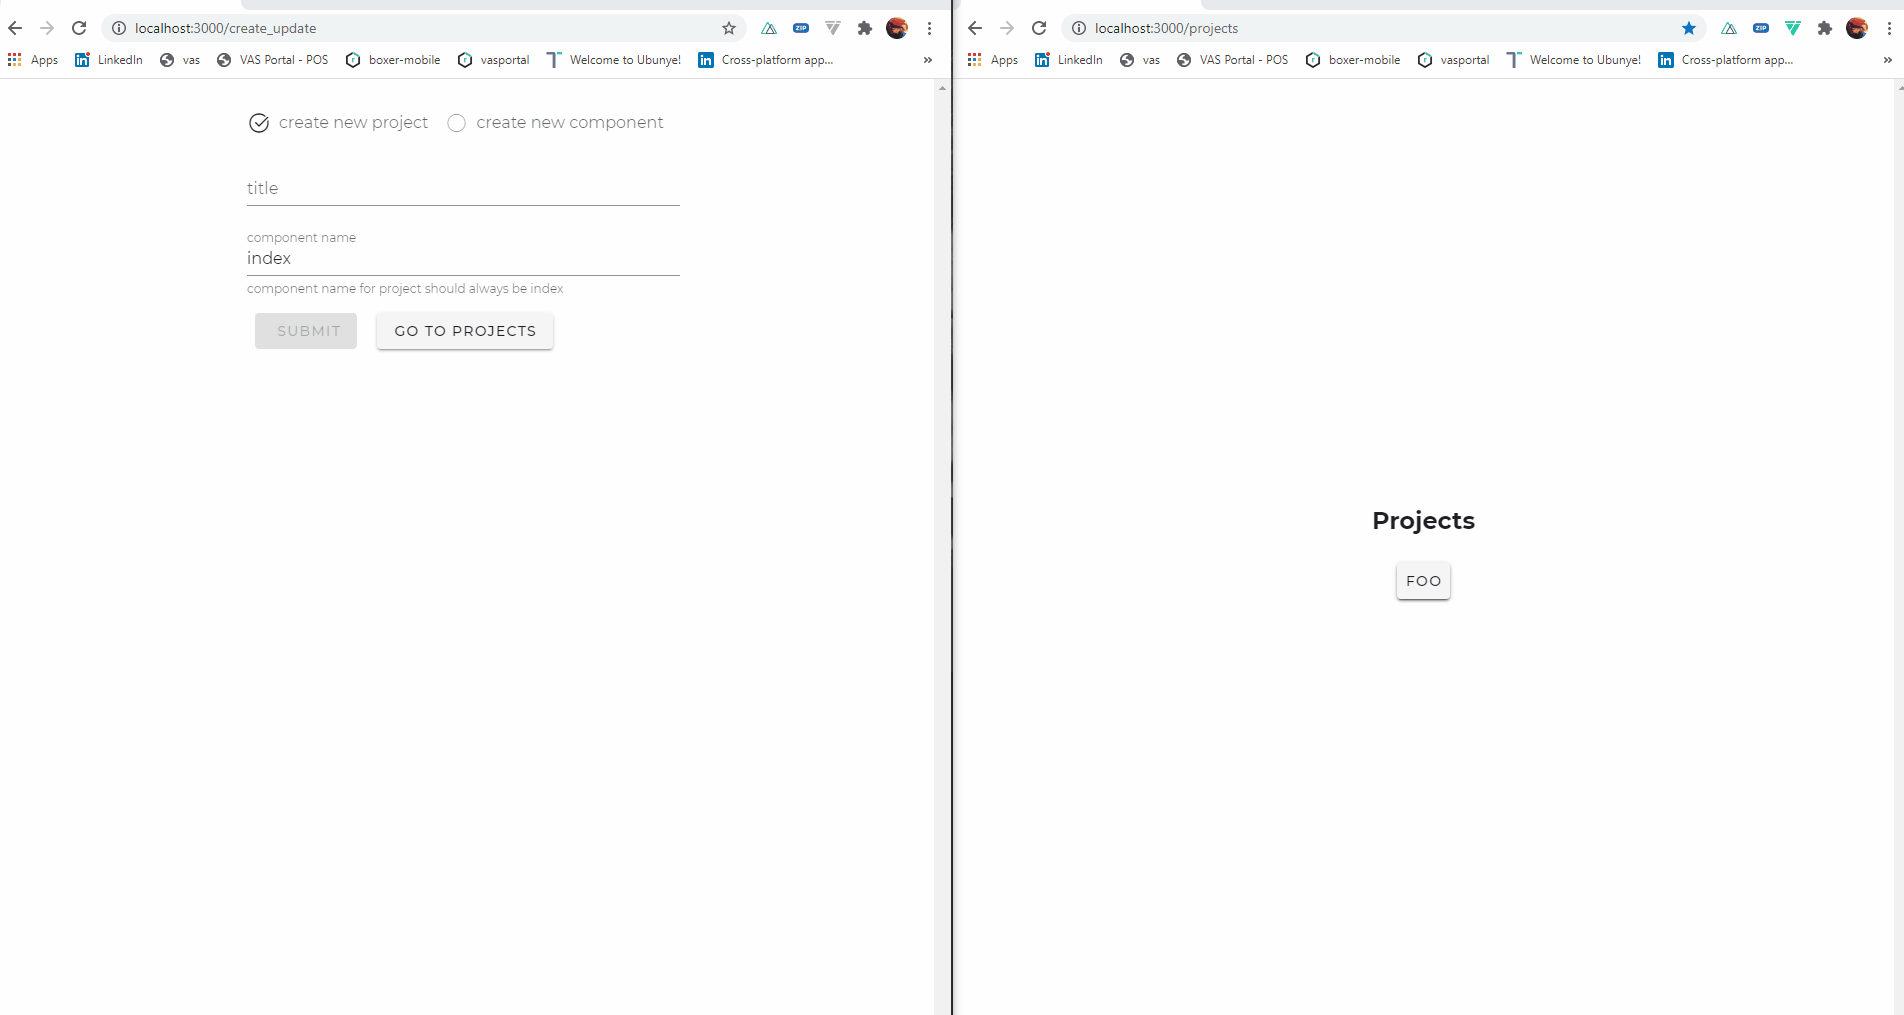 localhost:3000/create_update
ZIP
Apps LinkedIn vas VAS Portal - POS boxer-mobile vasportal Welcome to Ubunye! Cross-platform app... »
create new project create new component
title
component name
index
component name for project should always be index
SUBMIT GO TO PROJECTS
localhost:3000/projects
ZIP
Apps LinkedIn vas VAS Portal - POS boxer-mobile vasportal Welcome to Ubunye! Cross-platform app... »
Projects
FOO